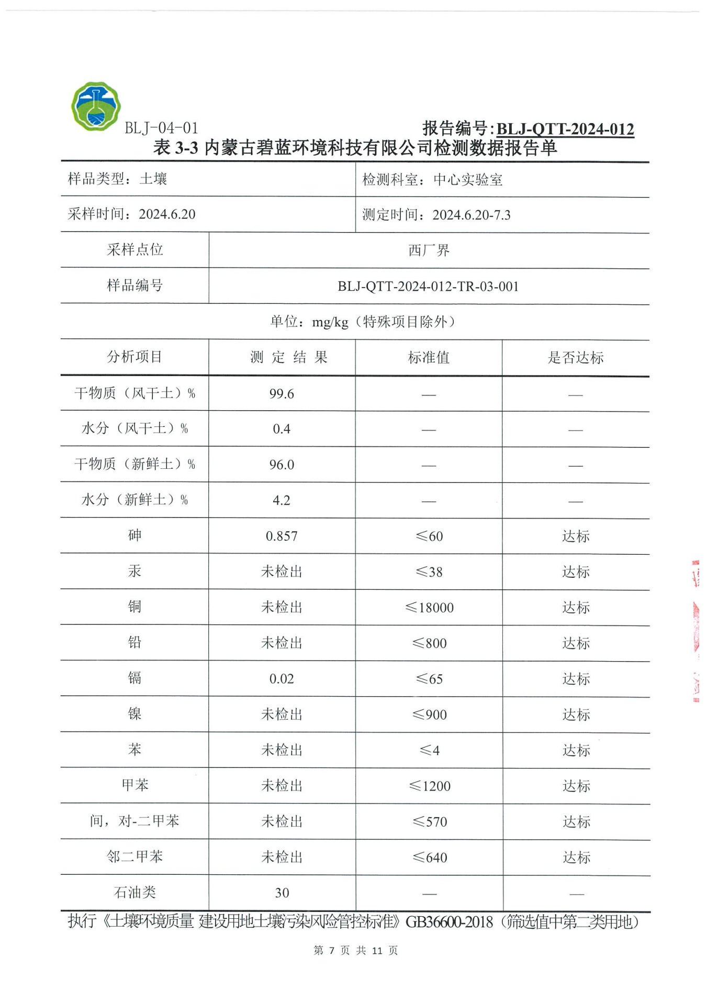 BLJ-04-01 报告编号:BLJ-QTT-2024-012
表 3-3 内蒙古碧蓝环境科技有限公司检测数据报告单
样品类型：土壤 检测科室：中心实验室
采样时间：2024.6.20 测定时间：2024.6.20-7.3
采样点位 西厂界
样品编号 BLJ-QTT-2024-012-TR-03-001
单位：mg/kg（特殊项目除外）
分析项目 测 定 结 果 标准值 是否达标
干物质（风干土）% 99.6 — —
水分（风干土）% 0.4 — —
干物质（新鲜土）% 96.0 — —
水分（新鲜土）% 4.2 — —
砷 0.857 ≤60 达标
汞 未检出 ≤38 达标
铜 未检出 ≤18000 达标
铅 未检出 ≤800 达标
镉 0.02 ≤65 达标
镍 未检出 ≤900 达标
苯 未检出 ≤4 达标
甲苯 未检出 ≤1200 达标
间，对-二甲苯 未检出 ≤570 达标
邻二甲苯 未检出 ≤640 达标
石油类 30 — —
执行《土壤环境质量 建设用地土壤污染风险管控标准》GB36600-2018（筛选值中第二类用地）
第 7 页 共 11 页